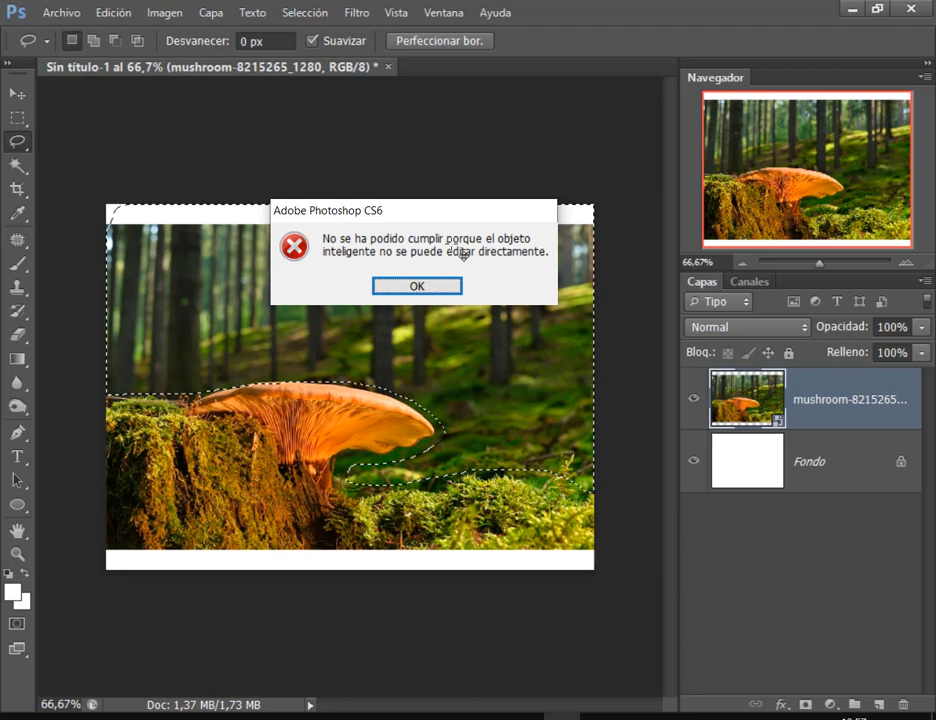 Ps Archivo Edición Imagen Capa Texto Selección Filtro Vista Ventana Ayuda
Desvanecer: 0 px Suavizar Perfeccionar bor.
Sin título-1 al 66,7% (mushroom-8215265_1280, RGB/8) * ×
Navegador
Adobe Photoshop CS6
No se ha podido cumplir porque el objeto
inteligente no se puede editar directamente.
OK
66,67%
Capas Canales
Tipo
Normal Opacidad: 100%
Bloq.: Relleno: 100%
mushroom-8215265...
Fondo
66,67% Doc: 1,37 MB/1,73 MB